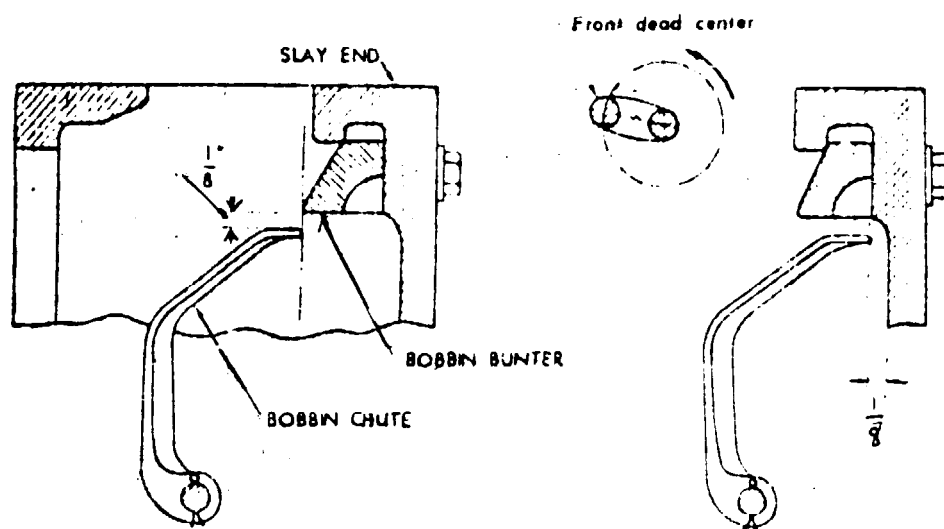 Front dead center
SLAY END
1/8"
BOBBIN BUNTER
BOBBIN CHUTE
1/8